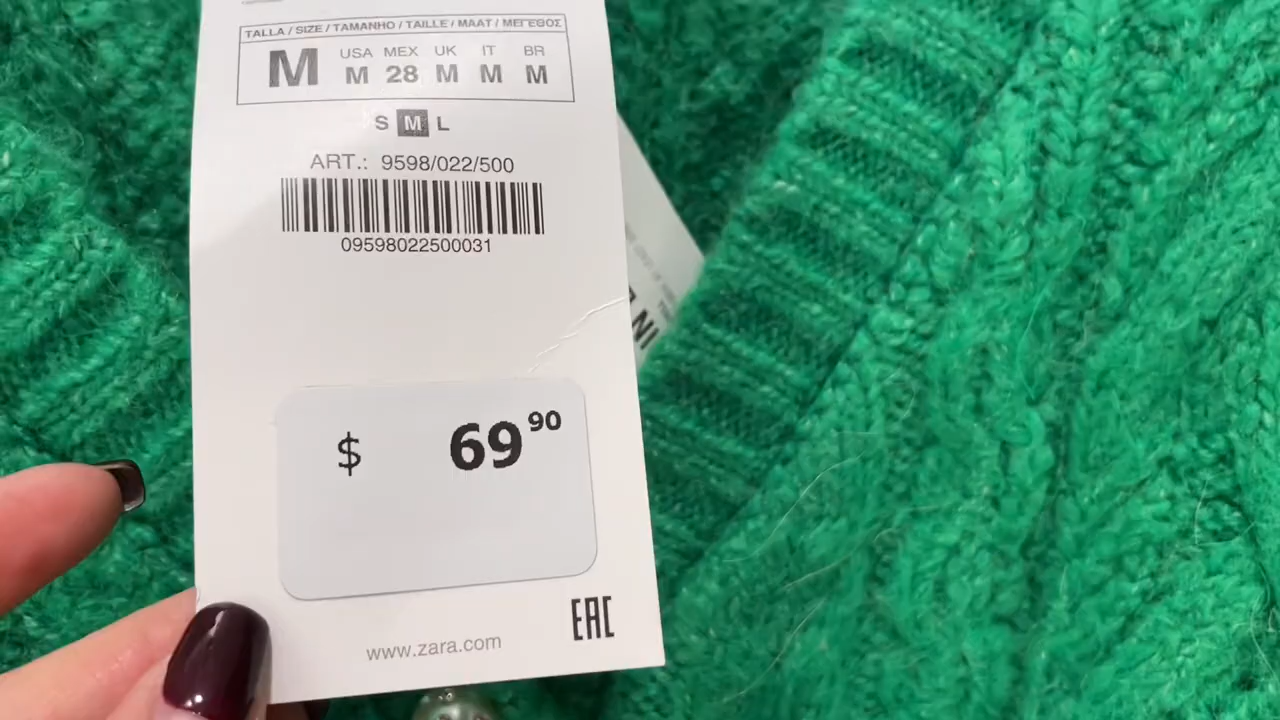 TALLA / SIZE / TAMANHO / TAILLE / MAAT / ΜΕΓΕΘΟΣ
M USA MEX UK IT BR
M 28 M M M
S M L
ART.: 9598/022/500
09598022500031
IN
$ 69 90
EAC
www.zara.com